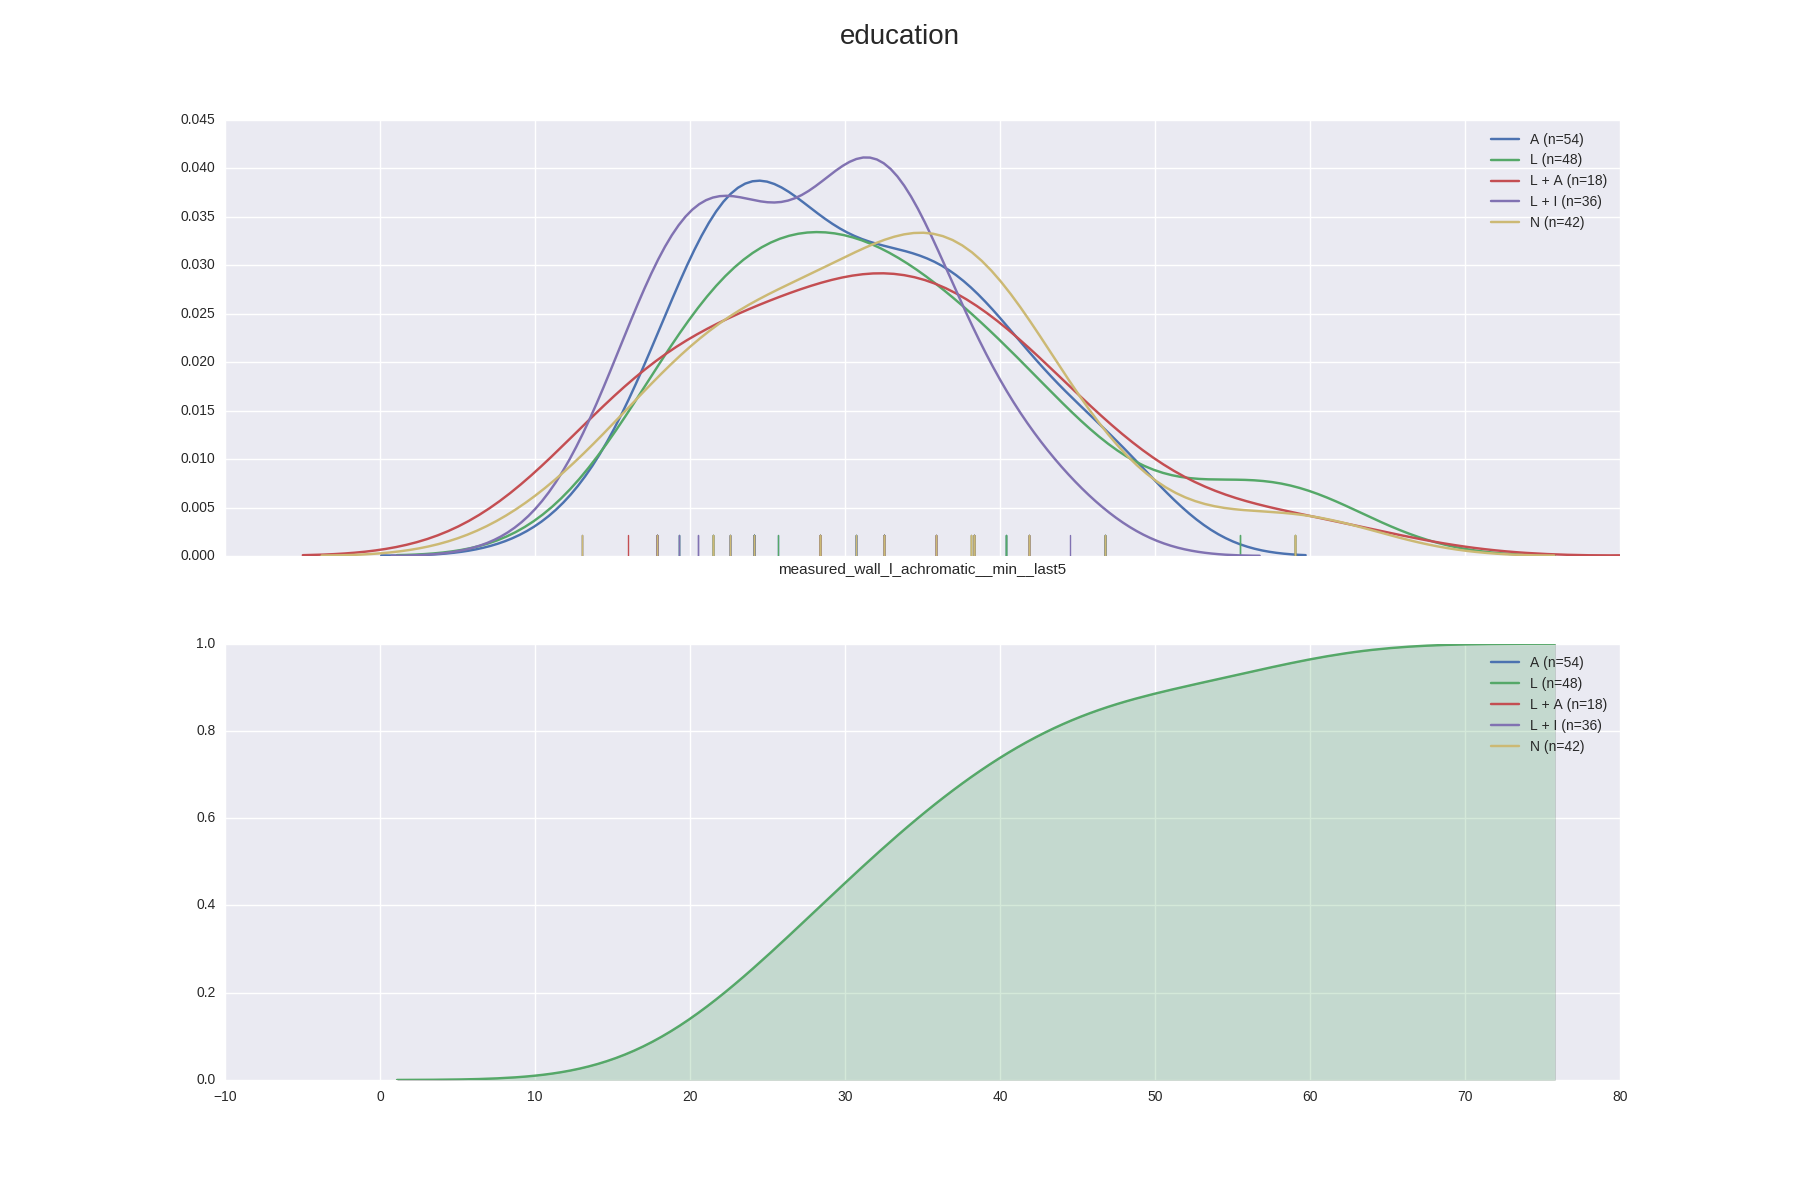 education
0.045
0.040
0.035
0.030
0.025
0.020
0.015
0.010
0.005
0.000
A (n=54)
L (n=48)
L + A (n=18)
L + I (n=36)
N (n=42)
measured_wall_l_achromatic__min__last5
1.0
0.8
0.6
0.4
0.2
0.0
A (n=54)
L (n=48)
L + A (n=18)
L + I (n=36)
N (n=42)
−10 0 10 20 30 40 50 60 70 80